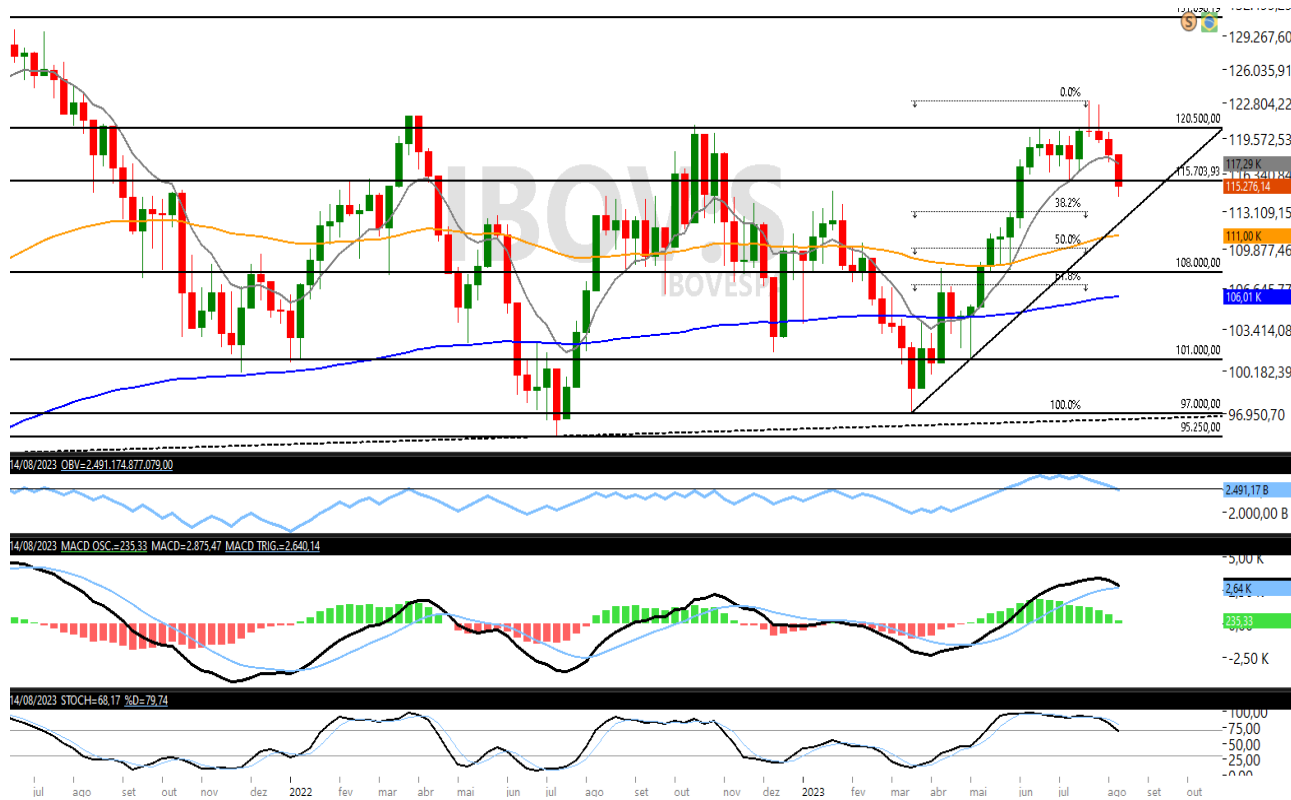 129.267,60
126.035,91
0.0%
122.804,22
120.500,00
119.572,53
IBOV.S
117,29 K
115.703,93
115.276,14
38.2%
113.109,15
111,00 K
50.0%
109.877,46
108.000,00
61.8%
IBOVESP
106,01 K
103.414,08
101.000,00
100.182,39
100.0%
97.000,00
96.950,70
95.250,00
14/08/2023 OBV=2.491.174.877.079,00
2.491,17 B
2.000,00 B
14/08/2023 MACD OSC.=235,33 MACD=2.875,47 MACD TRIG.=2.640,14
5,00 K
2,64 K
235,33
-2,50 K
14/08/2023 STOCH=68,17 %D=79,74
100,00
75,00
50,00
25,00
0,00
jul ago set out nov dez 2022 fev mar abr mai jun jul ago set out nov dez 2023 fev mar abr mai jun jul ago set out